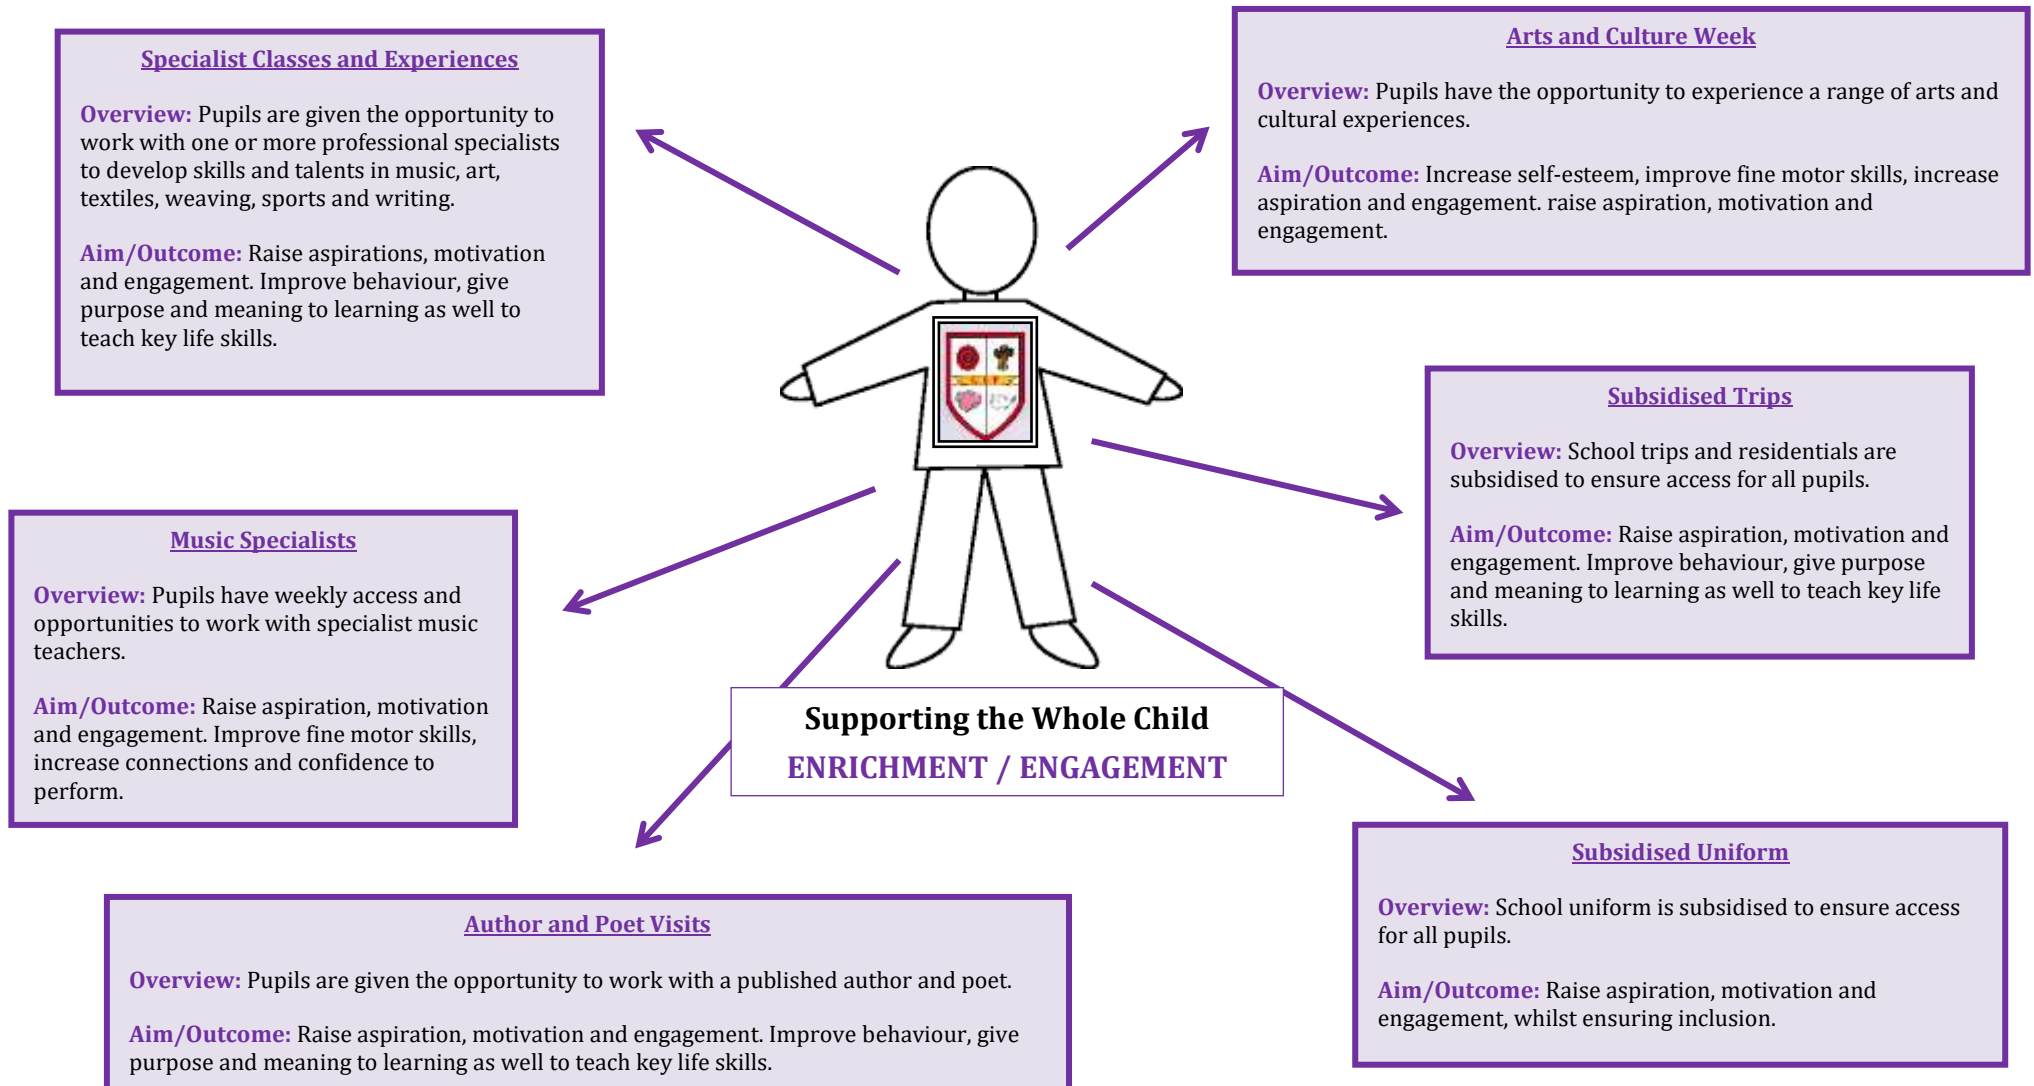 Specialist Classes and Experiences
Overview: Pupils are given the opportunity to
work with one or more professional specialists
to develop skills and talents in music, art,
textiles, weaving, sports and writing.
Aim/Outcome: Raise aspirations, motivation
and engagement. Improve behaviour, give
purpose and meaning to learning as well to
teach key life skills.
Arts and Culture Week
Overview: Pupils have the opportunity to experience a range of arts and
cultural experiences.
Aim/Outcome: Increase self-esteem, improve fine motor skills, increase
aspiration and engagement. raise aspiration, motivation and
engagement.
Subsidised Trips
Overview: School trips and residentials are
subsidised to ensure access for all pupils.
Aim/Outcome: Raise aspiration, motivation and
engagement. Improve behaviour, give purpose
and meaning to learning as well to teach key life
skills.
Music Specialists
Overview: Pupils have weekly access and
opportunities to work with specialist music
teachers.
Aim/Outcome: Raise aspiration, motivation
and engagement. Improve fine motor skills,
increase connections and confidence to
perform.
Supporting the Whole Child
ENRICHMENT / ENGAGEMENT
Subsidised Uniform
Overview: School uniform is subsidised to ensure access
for all pupils.
Aim/Outcome: Raise aspiration, motivation and
engagement, whilst ensuring inclusion.
Author and Poet Visits
Overview: Pupils are given the opportunity to work with a published author and poet.
Aim/Outcome: Raise aspiration, motivation and engagement. Improve behaviour, give
purpose and meaning to learning as well to teach key life skills.